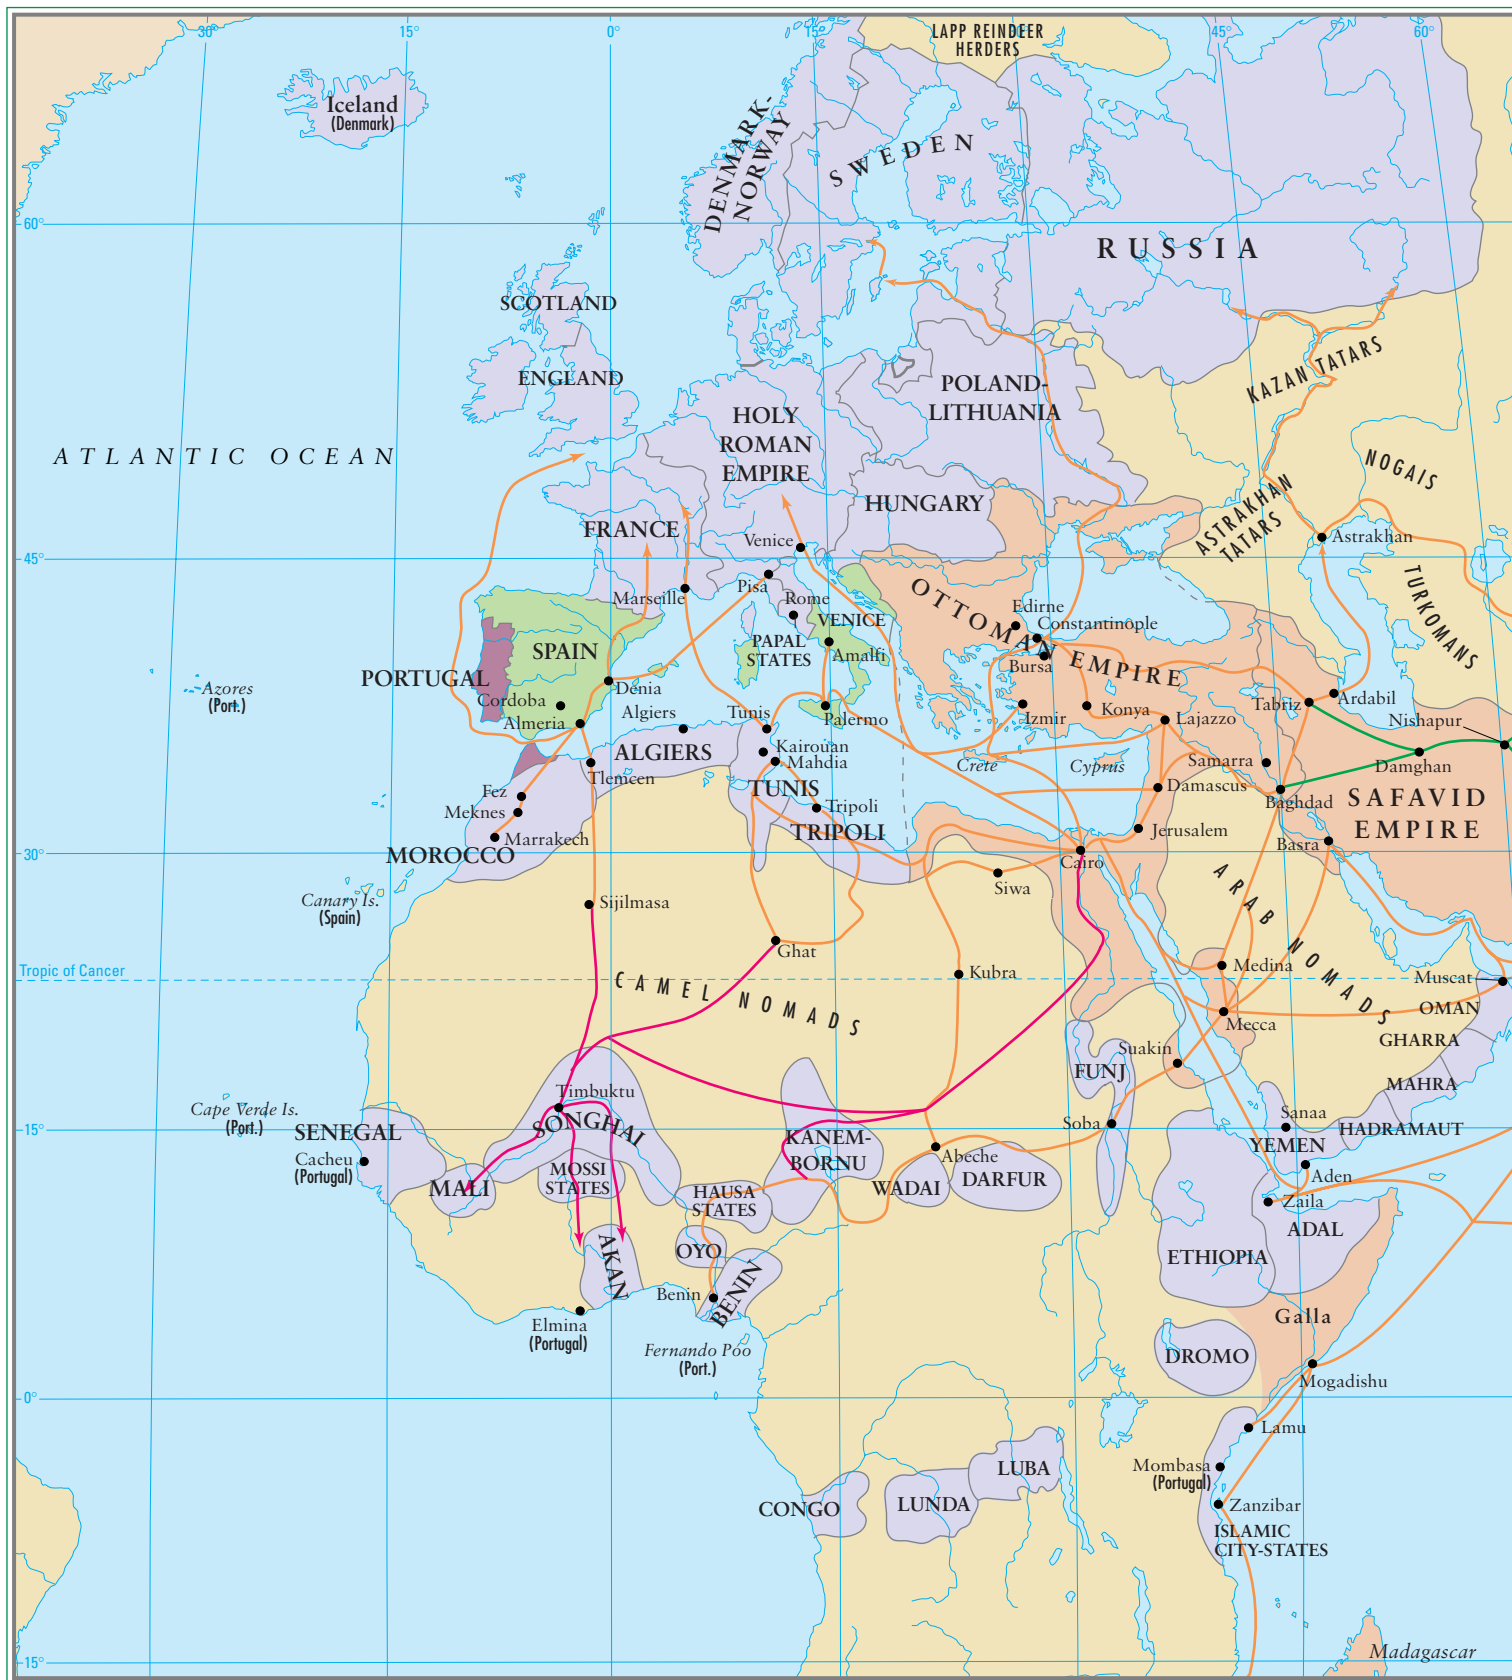 30°
15°
0°
15°
45°
60°
LAPP REINDEER
HERDERS
Iceland
(Denmark)
DENMARK-
NORWAY
SWEDEN
60°
RUSSIA
SCOTLAND
ENGLAND
KAZAN TATARS
POLAND-
LITHUANIA
HOLY
ROMAN
EMPIRE
ATLANTIC OCEAN
NOGAIS
HUNGARY
ASTRAKHAN
TATARS
FRANCE
Venice
Astrakhan
45°
TURKOMANS
Pisa
Marseille
Rome
VENICE
OTTOMAN EMPIRE
Edirne
Constantinople
Bursa
PAPAL
STATES
Amalfi
SPAIN
PORTUGAL
Azores
(Port.)
Denia
Cordoba
Almeria
Algiers
Tunis
Palermo
Izmir
Konya
Lajazzo
Tabriz
Ardabil
Nishapur
ALGIERS
Kairouan
Mahdia
Crete
Cyprus
Samarra
Damghan
Tlemcen
TUNIS
Damascus
Baghdad
SAFAVID
EMPIRE
Fez
Meknes
Tripoli
TRIPOLI
Marrakech
Jerusalem
MOROCCO
30°
Cairo
Basra
Siwa
ARAB NOMADS
Canary Is.
(Spain)
Sijilmasa
Ghat
Tropic of Cancer
CAMEL NOMADS
Kubra
Medina
Muscat
OMAN
Mecca
GHARRA
Suakin
FUNJ
MAHRA
Timbuktu
Cape Verde Is.
(Port.)
SONGHAI
SENEGAL
15°
Soba
Sanaa
HADRAMAUT
YEMEN
KANEM-
BORNU
Cacheu
(Portugal)
Abeche
MOSSI
STATES
Aden
MALI
WADAI
DARFUR
HAUSA
STATES
Zaila
ADAL
AKAN
OYO
ETHIOPIA
Benin
BENIN
Galla
Elmina
(Portugal)
Fernando Póo
(Port.)
DROMO
Mogadishu
0°
Lamu
LUBA
Mombasa
(Portugal)
CONGO
LUNDA
Zanzibar
ISLAMIC
CITY-STATES
Madagascar
15°